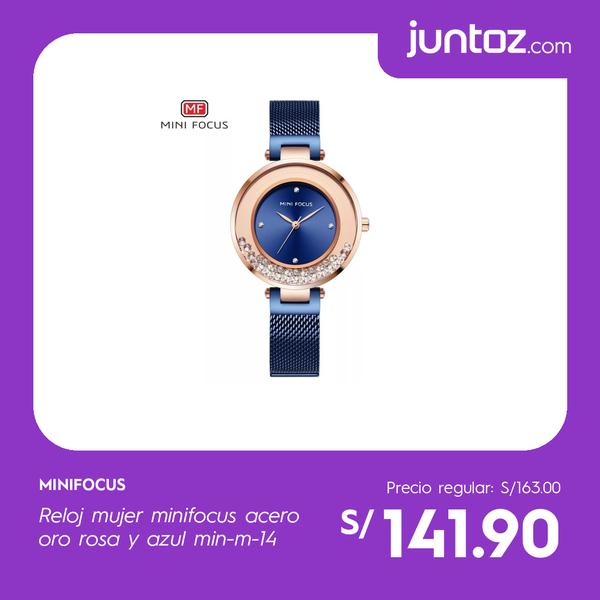 juntoz.com
MF
MINI FOCUS
MINI FOCUS
MINIFOCUS
Reloj mujer minifocus acero
oro rosa y azul min-m-14
Precio regular: S/163.00
S/141.90